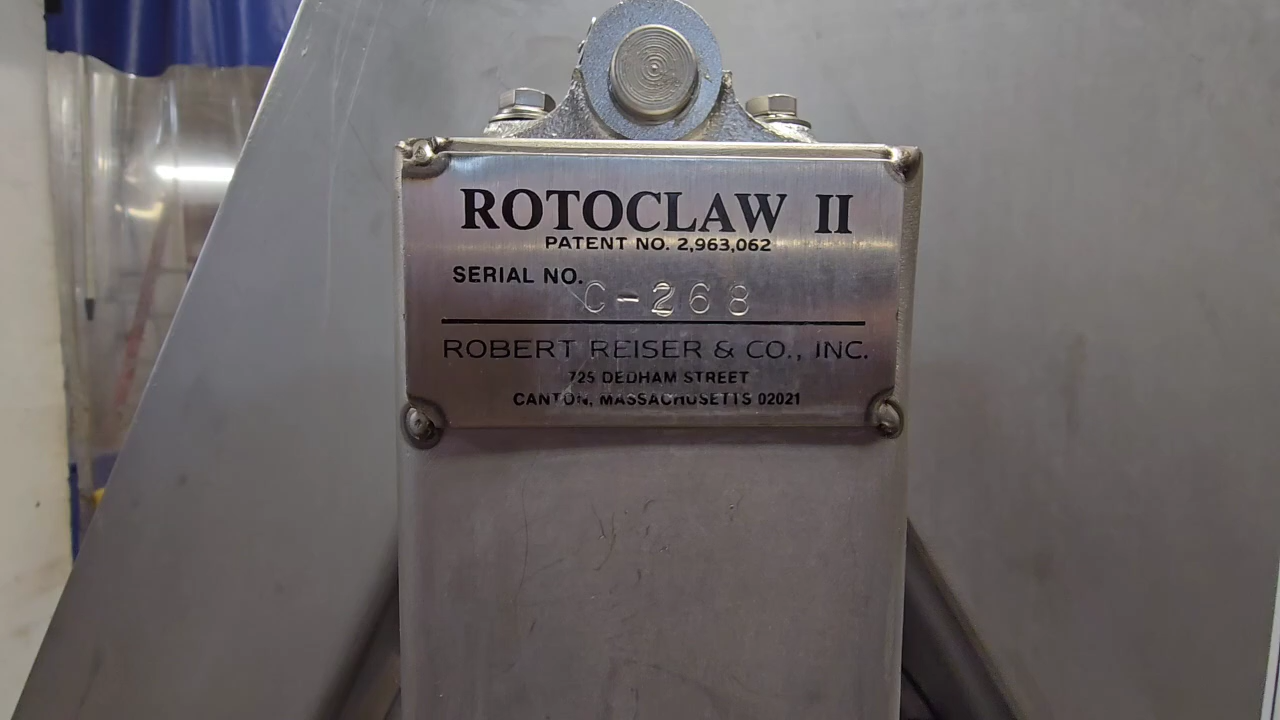 ROTOCLAW II
PATENT NO. 2,963,062
SERIAL NO. C-268
ROBERT REISER & CO., INC.
725 DEDHAM STREET
CANTON, MASSACHUSETTS 02021